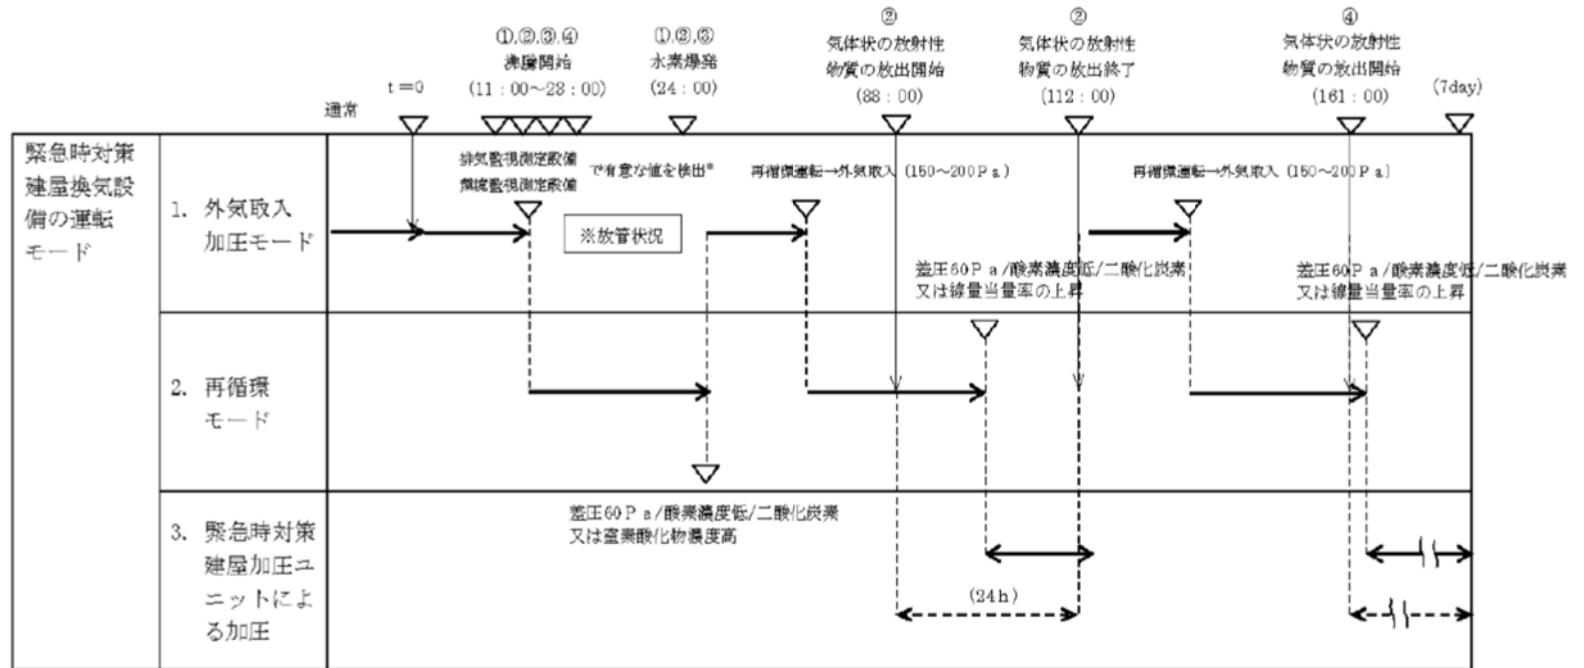 ②
②
④
①,②,③,④
①,②,③
気体状の放射性
気体状の放射性
気体状の放射性
沸騰開始
水素爆発
物質の放出開始
物質の放出終了
物質の放出開始
t=0
(11:00～23:00)
(24:00)
(88:00)
(112:00)
(161:00)
(7day)
通常
緊急時対策
建屋換気設
備の運転
モード
1. 外気取入
加圧モード
排気監視測定設備
環境監視測定設備
で有意な値を検出*
※放管状況
再循環運転→外気取入 (150～200Pa)
再循環運転→外気取入 (150～200Pa)
差圧60Pa/酸素濃度低/二酸化炭素
又は線量当量率の上昇
差圧60Pa/酸素濃度低/二酸化炭素
又は線量当量率の上昇
2. 再循環
モード
3. 緊急時対策
建屋加圧ユ
ニットによ
る加圧
差圧60Pa/酸素濃度低/二酸化炭素
又は窒素酸化物濃度高
(24h)